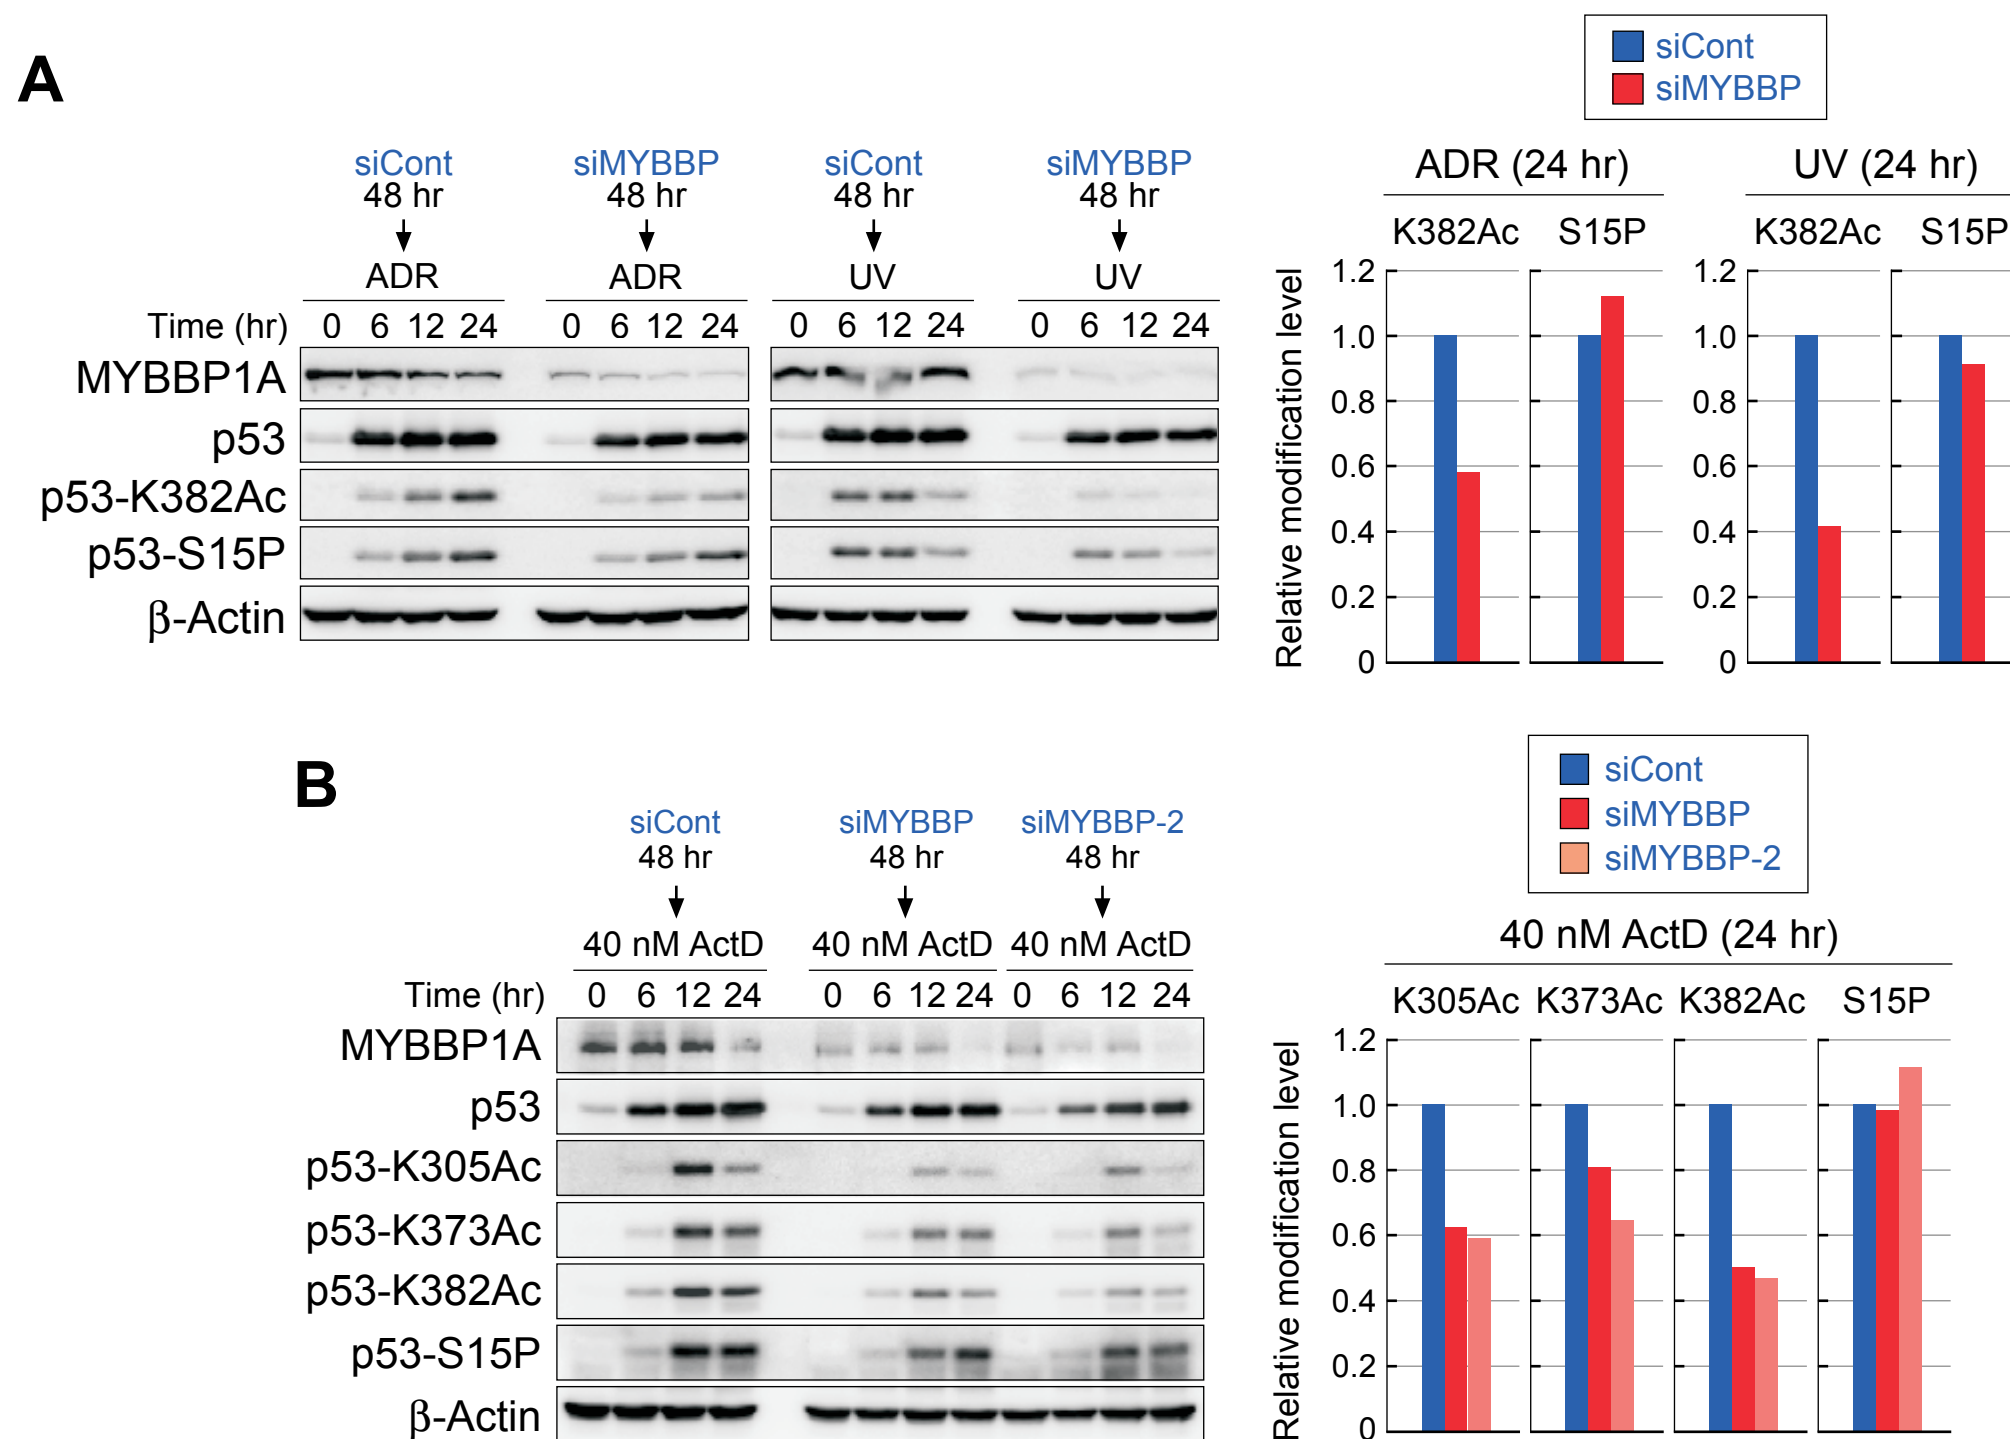 A
siCont
siMYBBP
siCont siMYBBP siCont siMYBBP
48 hr 48 hr 48 hr 48 hr
ADR ADR UV UV
Time (hr) 0 6 12 24 0 6 12 24 0 6 12 24 0 6 12 24
MYBBP1A
p53
p53-K382Ac
p53-S15P
β-Actin
ADR (24 hr) UV (24 hr)
K382Ac S15P K382Ac S15P
Relative modification level
1.2 1.2
1.0 1.0
0.8 0.8
0.6 0.6
0.4 0.4
0.2 0.2
0 0
B
siCont
siMYBBP
siMYBBP-2
siCont siMYBBP siMYBBP-2
48 hr 48 hr 48 hr
40 nM ActD 40 nM ActD 40 nM ActD
Time (hr) 0 6 12 24 0 6 12 24 0 6 12 24
MYBBP1A
p53
p53-K305Ac
p53-K373Ac
p53-K382Ac
p53-S15P
β-Actin
40 nM ActD (24 hr)
K305Ac K373Ac K382Ac S15P
Relative modification level
1.2
1.0
0.8
0.6
0.4
0.2
0